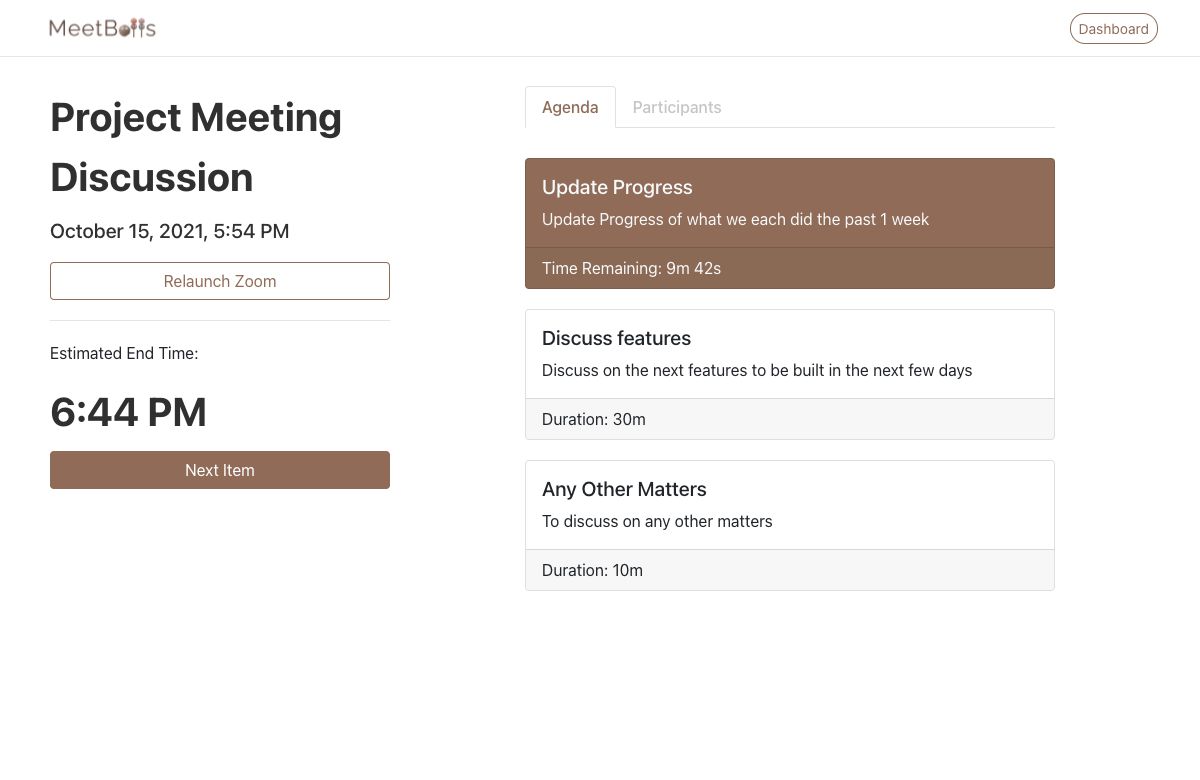 MeetBalls
Dashboard
Project Meeting
Discussion
October 15, 2021, 5:54 PM
Relaunch Zoom
Estimated End Time:
6:44 PM
Next Item
Agenda
Participants
Update Progress
Update Progress of what we each did the past 1 week
Time Remaining: 9m 42s
Discuss features
Discuss on the next features to be built in the next few days
Duration: 30m
Any Other Matters
To discuss on any other matters
Duration: 10m